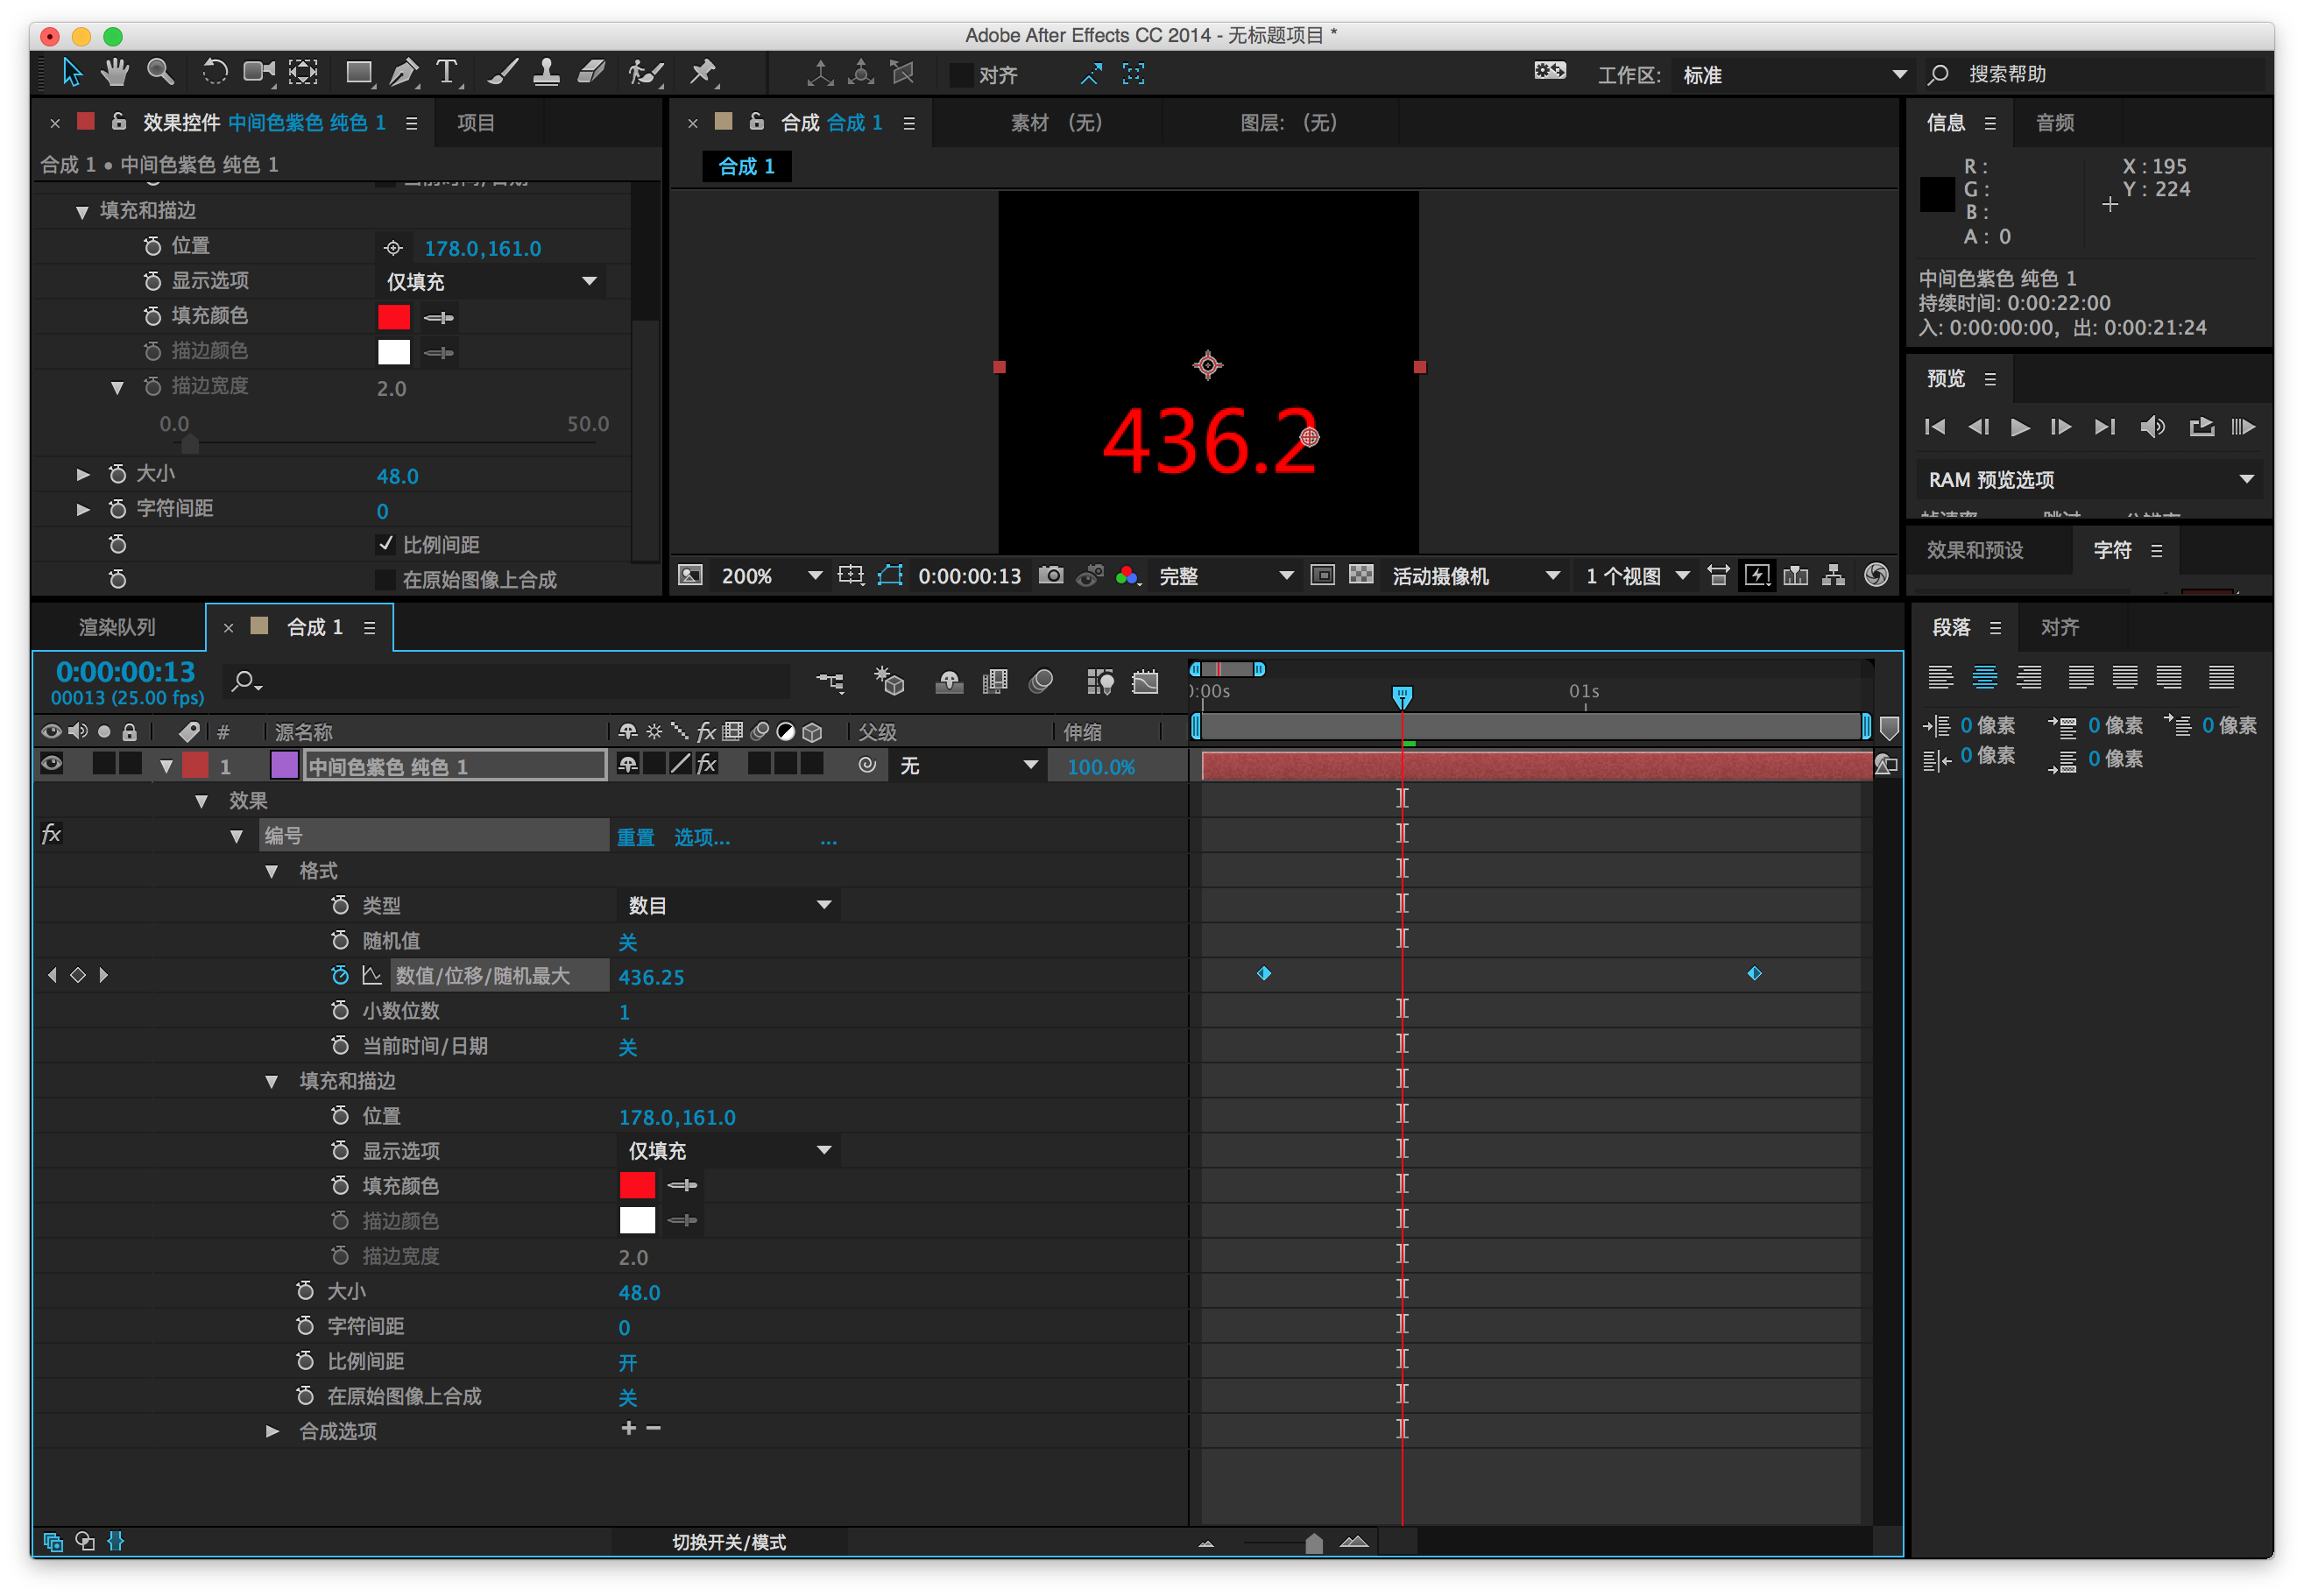 Adobe After Effects CC 2014 - 无标题项目 *
对齐
工作区: 标准
搜索帮助
效果控件 中间色紫色 纯色 1
项目
合成 1 • 中间色紫色 纯色 1
填充和描边
位置 178.0,161.0
显示选项 仅填充
填充颜色
描边颜色
描边宽度 2.0
0.0 50.0
大小 48.0
字符间距 0
比例间距
在原始图像上合成
合成 合成 1
素材 (无)
图层: (无)
合成 1
436.2
200% 0:00:00:13 完整 活动摄像机 1 个视图
信息 音频
R :
G :
B :
A : 0
X : 195
Y : 224
中间色紫色 纯色 1
持续时间: 0:00:22:00
入: 0:00:00:00, 出: 0:00:21:24
预览
RAM 预览选项
效果和预设 字符
段落 对齐
0 像素 0 像素 0 像素
0 像素 0 像素
渲染队列 合成 1
0:00:00:13
00013 (25.00 fps)
):00s 01s
# 源名称 fx 父级 伸缩
1 中间色紫色 纯色 1 fx 无 100.0%
效果
fx 编号 重置 选项... ...
格式
类型 数目
随机值 关
数值/位移/随机最大 436.25
小数位数 1
当前时间/日期 关
填充和描边
位置 178.0,161.0
显示选项 仅填充
填充颜色
描边颜色
描边宽度 2.0
大小 48.0
字符间距 0
比例间距 开
在原始图像上合成 关
合成选项 + −
切换开关/模式